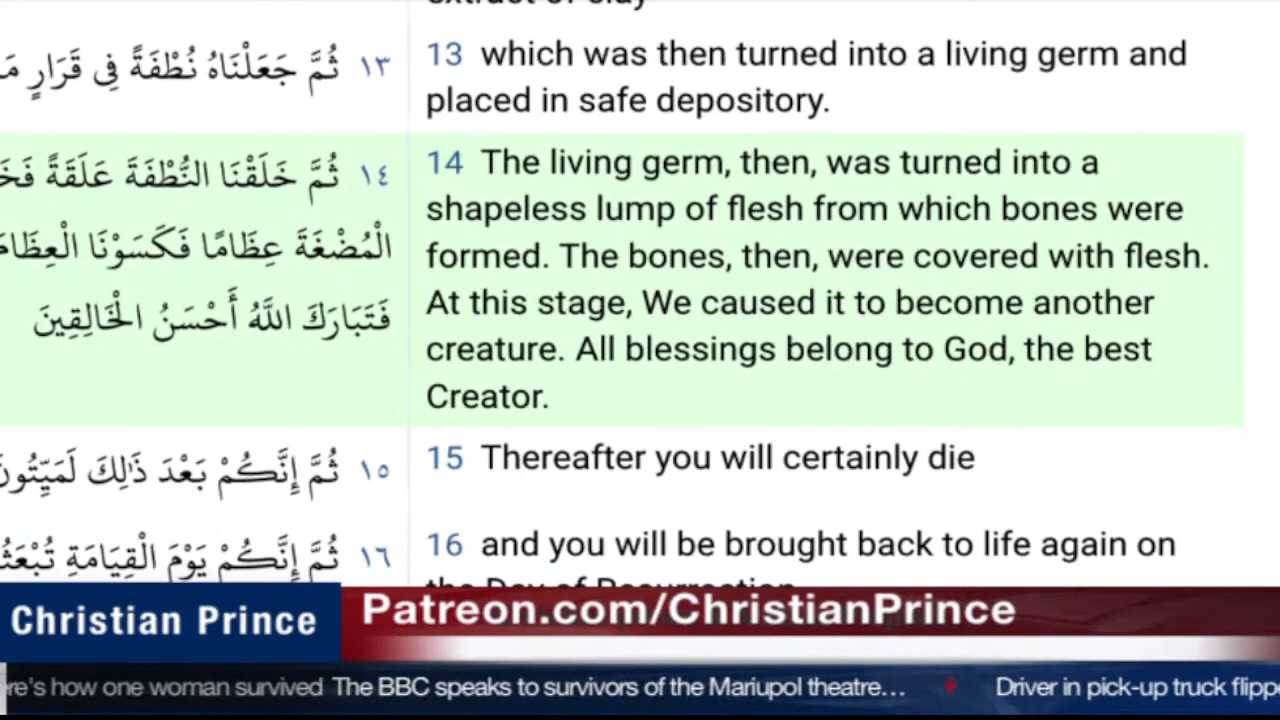 ثُمَّ جَعَلْنَاهُ نُطْفَةً فِي قَرَارٍ ١٣
13 which was then turned into a living germ and
placed in safe depository.
ثُمَّ خَلَقْنَا النُّطْفَةَ عَلَقَةً ١٤
الْمُضْغَةَ عِظَامًا فَكَسَوْنَا
فَتَبَارَكَ اللَّهُ أَحْسَنُ الْخَالِقِينَ
14 The living germ, then, was turned into a
shapeless lump of flesh from which bones were
formed. The bones, then, were covered with flesh.
At this stage, We caused it to become another
creature. All blessings belong to God, the best
Creator.
ثُمَّ إِنَّكُمْ بَعْدَ ذَٰلِكَ ١٥
15 Thereafter you will certainly die
ثُمَّ إِنَّكُمْ يَوْمَ الْقِيَامَةِ ١٦
16 and you will be brought back to life again on
Christian Prince
Patreon.com/ChristianPrince
how one woman survived The BBC speaks to survivors of the Mariupol theatre... Driver in pick-up truck